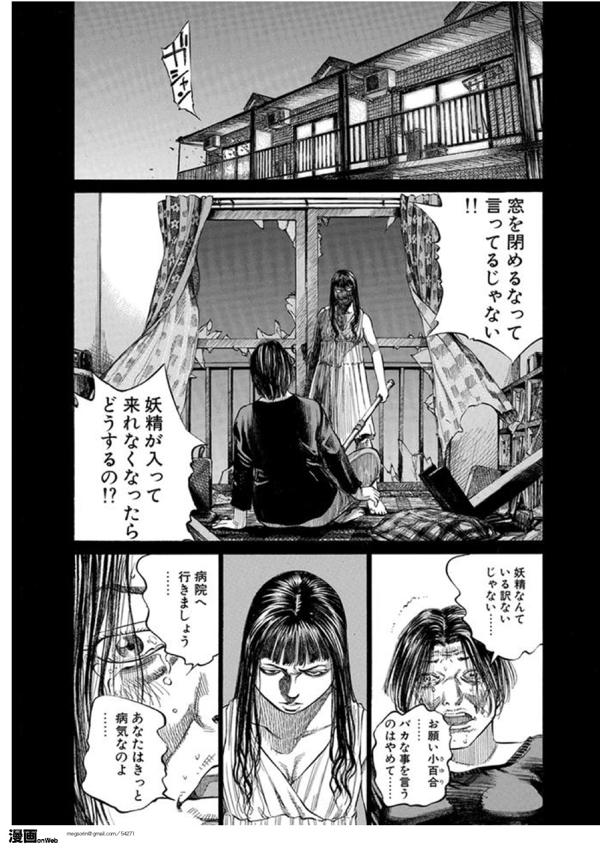 ガシャン
窓を閉めるなって
言ってるじゃない
!!
妖精が入って
来れなくなったら
どうするの!?
妖精なんて
いる訳ない
じゃない……
お願い小百合
さゆり
………
バカな事を言う
のはやめて……
病院へ
行きましょう
……
あなたはきっと
病気なのよ
漫画 on Web
megaorin@gmail.com/54271